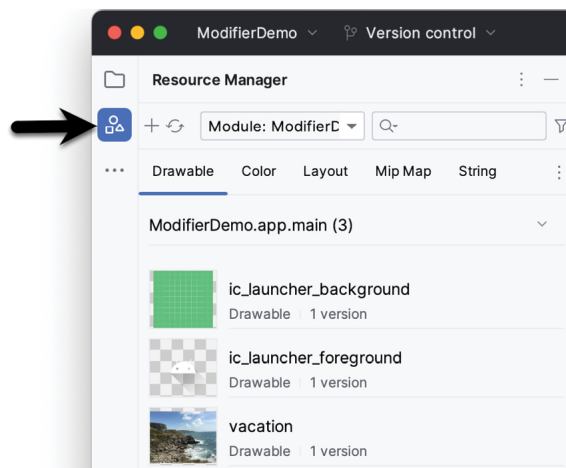 ModifierDemo Version control
Resource Manager
Module: ModifierD
Drawable Color Layout Mip Map String
ModifierDemo.app.main (3)
ic_launcher_background
Drawable 1 version
ic_launcher_foreground
Drawable 1 version
vacation
Drawable 1 version